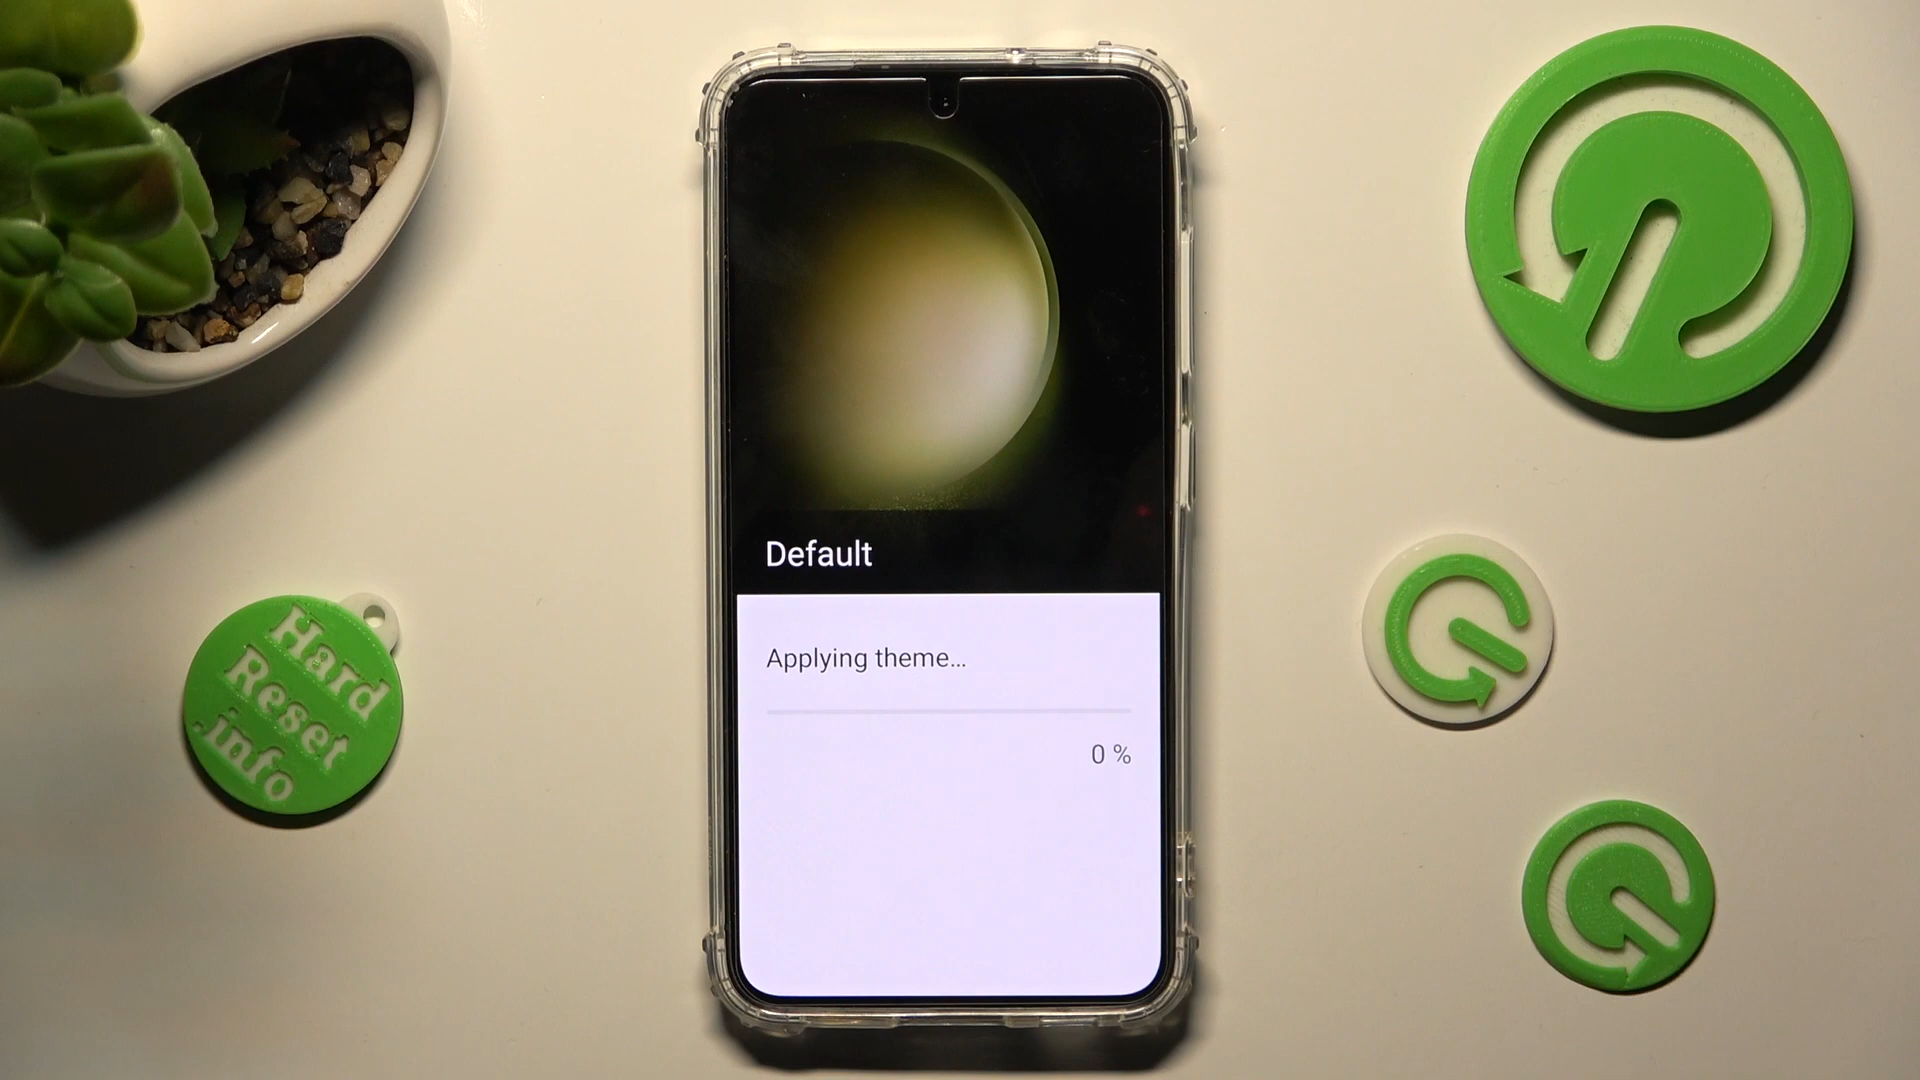 Default
Applying theme...
0 %
Hard
Reset
.info